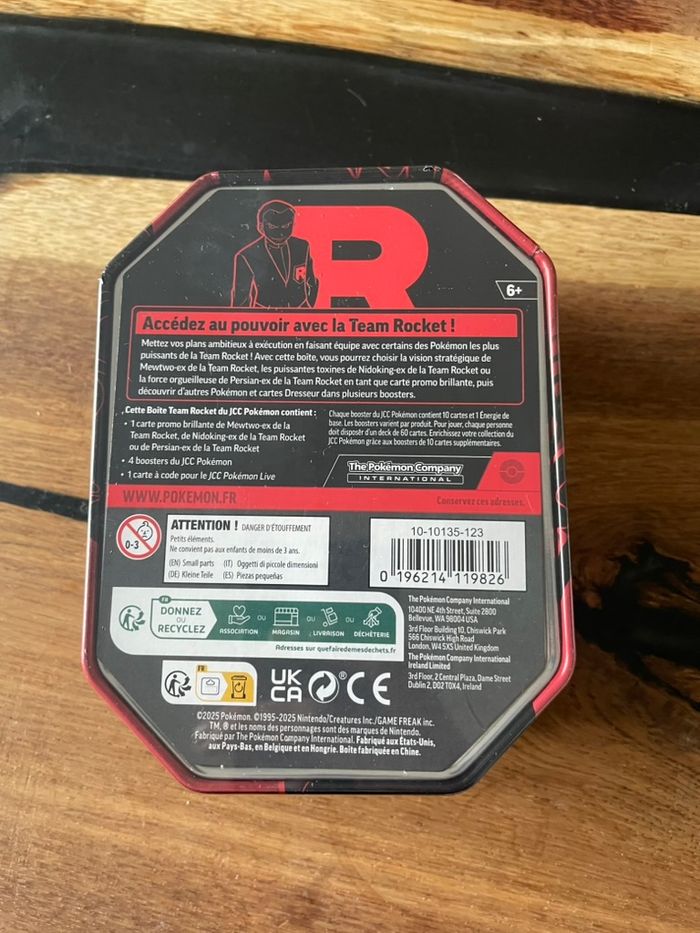 R
R
6+
Accédez au pouvoir avec la Team Rocket !
Mettez vos plans ambitieux à exécution en faisant équipe avec certains des Pokémon les plus
puissants de la Team Rocket ! Avec cette boîte, vous pourrez choisir la vision stratégique de
Mewtwo-ex de la Team Rocket, les puissantes toxines de Nidoking-ex de la Team Rocket ou
la force orgueilleuse de Persian-ex de la Team Rocket en tant que carte promo brillante, puis
découvrir d'autres Pokémon et cartes Dresseur dans plusieurs boosters.
Cette Boîte Team Rocket du JCC Pokémon contient :
• 1 carte promo brillante de Mewtwo-ex de la
Team Rocket, de Nidoking-ex de la Team Rocket
ou de Persian-ex de la Team Rocket
• 4 boosters du JCC Pokémon
• 1 carte à code pour le JCC Pokémon Live
Chaque booster du JCC Pokémon contient 10 cartes et 1 Énergie de
base. Les boosters varient par produit. Pour jouer, chaque personne
doit disposer d'un deck de 60 cartes. Enrichissez votre collection du
JCC Pokémon grâce aux boosters de 10 cartes supplémentaires.
The Pokémon Company
INTERNATIONAL
WWW.POKEMON.FR
Conservez ces adresses.
0-3
ATTENTION ! DANGER D'ÉTOUFFEMENT
Petits éléments.
Ne convient pas aux enfants de moins de 3 ans.
(EN) Small parts (IT) Oggetti di piccole dimensioni
(DE) Kleine Teile (ES) Piezas pequeñas
10-10135-123
0 196214 119826
FR
DONNEZ
ou
RECYCLEZ
ASSOCIATION
OU
MAGASIN
OU
LIVRAISON
OU
DÉCHÈTERIE
Adresses sur quefairedemesdechets.fr
The Pokémon Company International
10400 NE 4th Street, Suite 2800
Bellevue, WA 98004 USA
3rd Floor Building 10, Chiswick Park
566 Chiswick High Road
London, W4 5XS United Kingdom
The Pokémon Company International
Ireland Limited
3rd Floor, 2 Central Plaza, Dame Street
Dublin 2, D02 T0X4, Ireland
FR
UK
CA
®
CE
©2025 Pokémon. ©1995-2025 Nintendo/Creatures Inc./GAME FREAK inc.
TM, ® et les noms des personnages sont des marques de Nintendo.
Fabriqué par The Pokémon Company International. Fabriqué aux États-Unis,
aux Pays-Bas, en Belgique et en Hongrie. Boîte fabriquée en Chine.